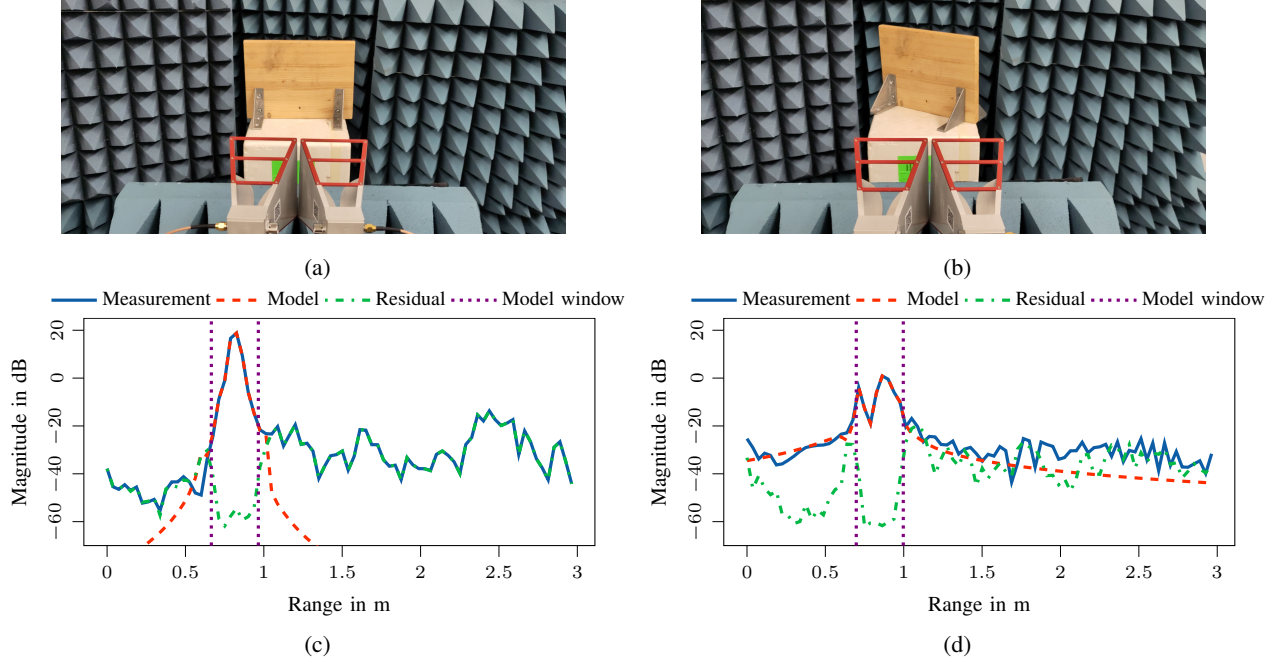 (a)
(b)
Measurement Model Residual Model window
20
0
−20
−40
−60
Magnitude in dB
0 0.5 1 1.5 2 2.5 3
Range in m
(c)
Measurement Model Residual Model window
20
0
−20
−40
−60
Magnitude in dB
0 0.5 1 1.5 2 2.5 3
Range in m
(d)